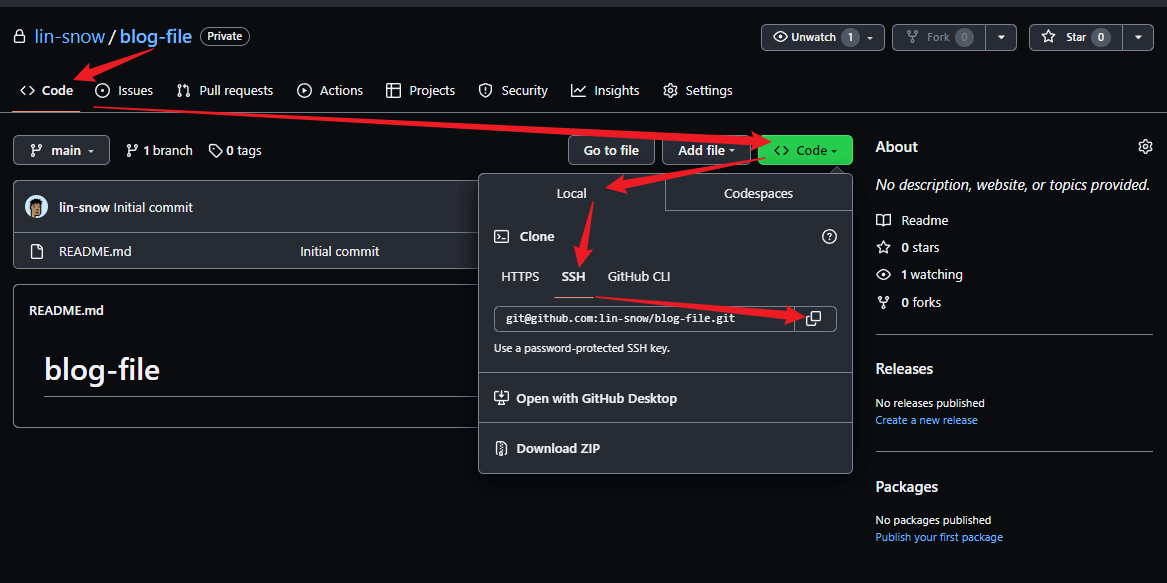 lin-snow / blog-file Private
Unwatch 1
Fork 0
Star 0
Code Issues Pull requests Actions Projects Security Insights Settings
main 1 branch 0 tags
Go to file Add file Code
lin-snow Initial commit
README.md Initial commit
README.md
blog-file
Local Codespaces
Clone
HTTPS SSH GitHub CLI
git@github.com:lin-snow/blog-file.git
Use a password-protected SSH key.
Open with GitHub Desktop
Download ZIP
About
No description, website, or topics provided.
Readme
0 stars
1 watching
0 forks
Releases
No releases published
Create a new release
Packages
No packages published
Publish your first package